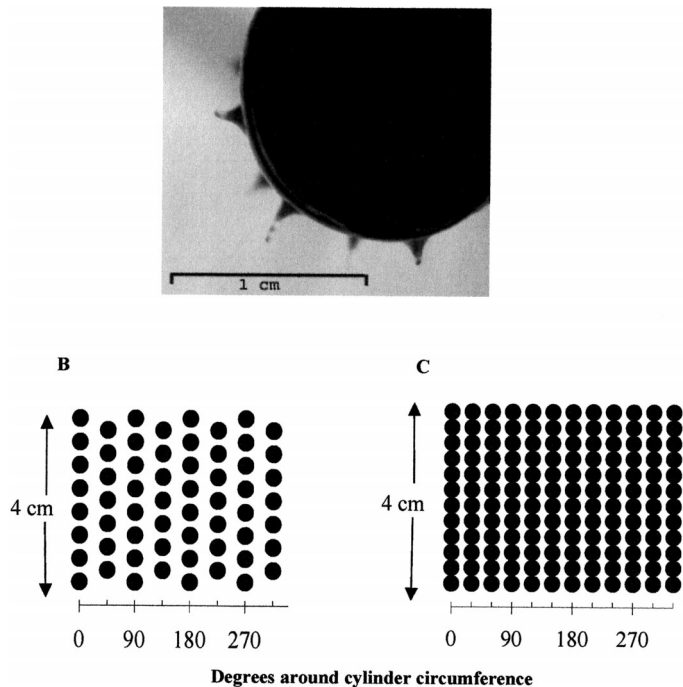 1 cm
B
C
4 cm
4 cm
0 90 180 270
0 90 180 270
Degrees around cylinder circumference